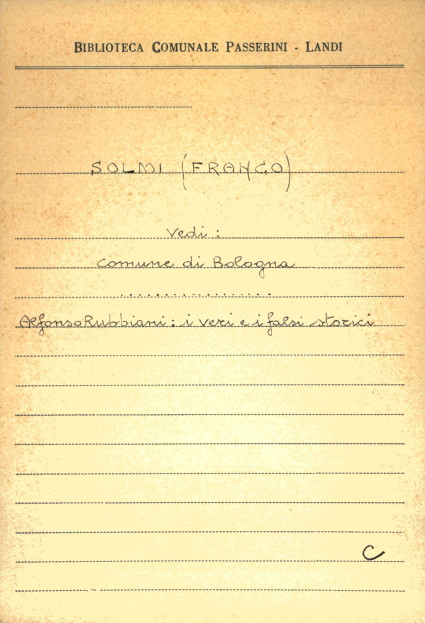 BIBLIOTECA COMUNALE PASSERINI - LANDI
SOLMI (FRANCO)
Vedi :
Comune di Bologna
..................
Alfonso Rubbiani : i veri e i falsi storici
C